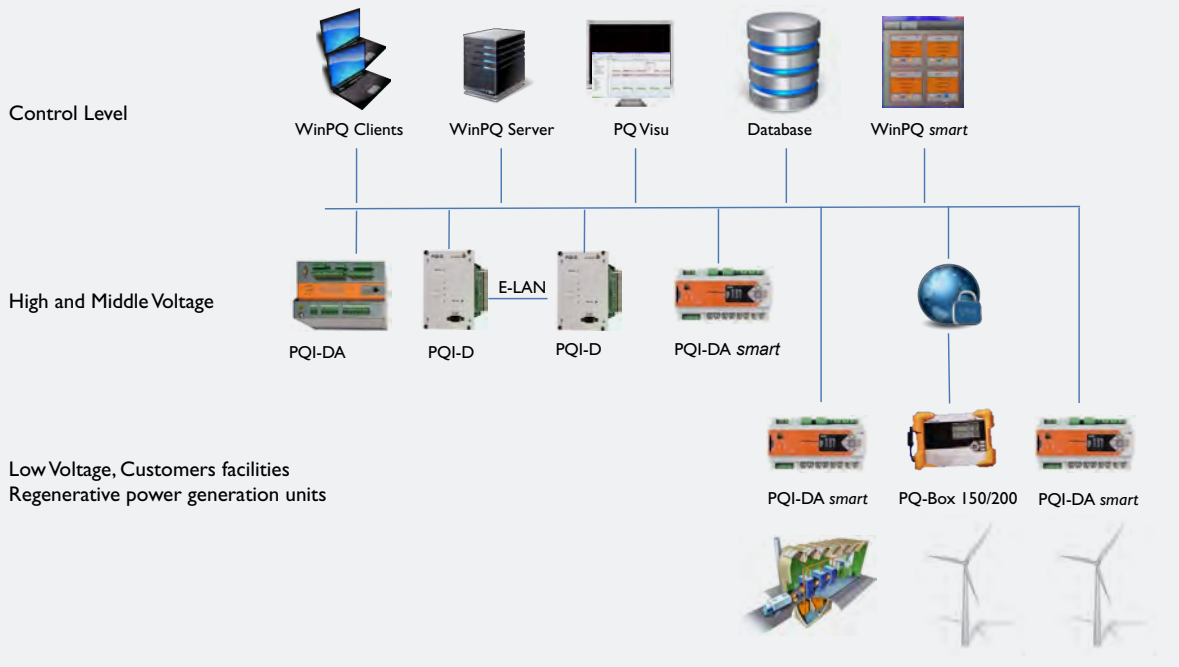 Control Level
WinPQ Clients
WinPQ Server
PQ Visu
Database
WinPQ smart
High and Middle Voltage
E-LAN
PQI-DA
PQI-D
PQI-D
PQI-DA smart
Low Voltage, Customers facilities
Regenerative power generation units
PQI-DA smart
PQ-Box 150/200
PQI-DA smart